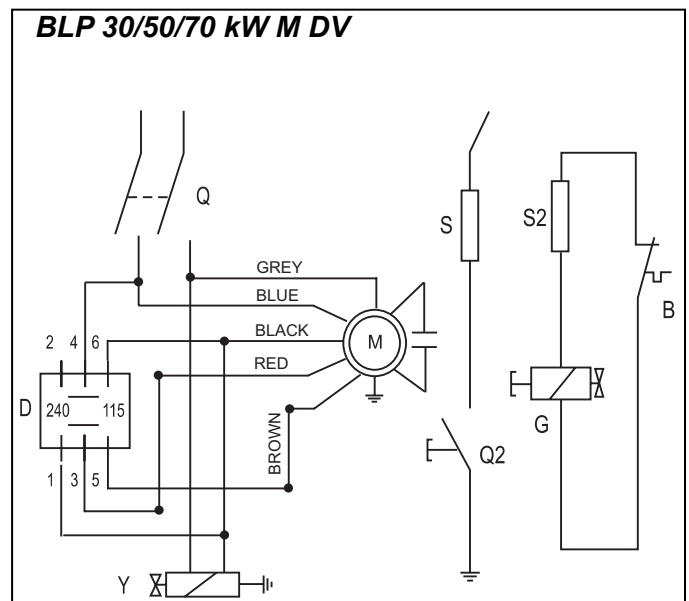 BLP 30/50/70 kW M DV
Q
S
S2
GREY
BLUE
B
BLACK
M
2 4 6
RED
D
240 115
G
BROWN
Q2
1 3 5
Y